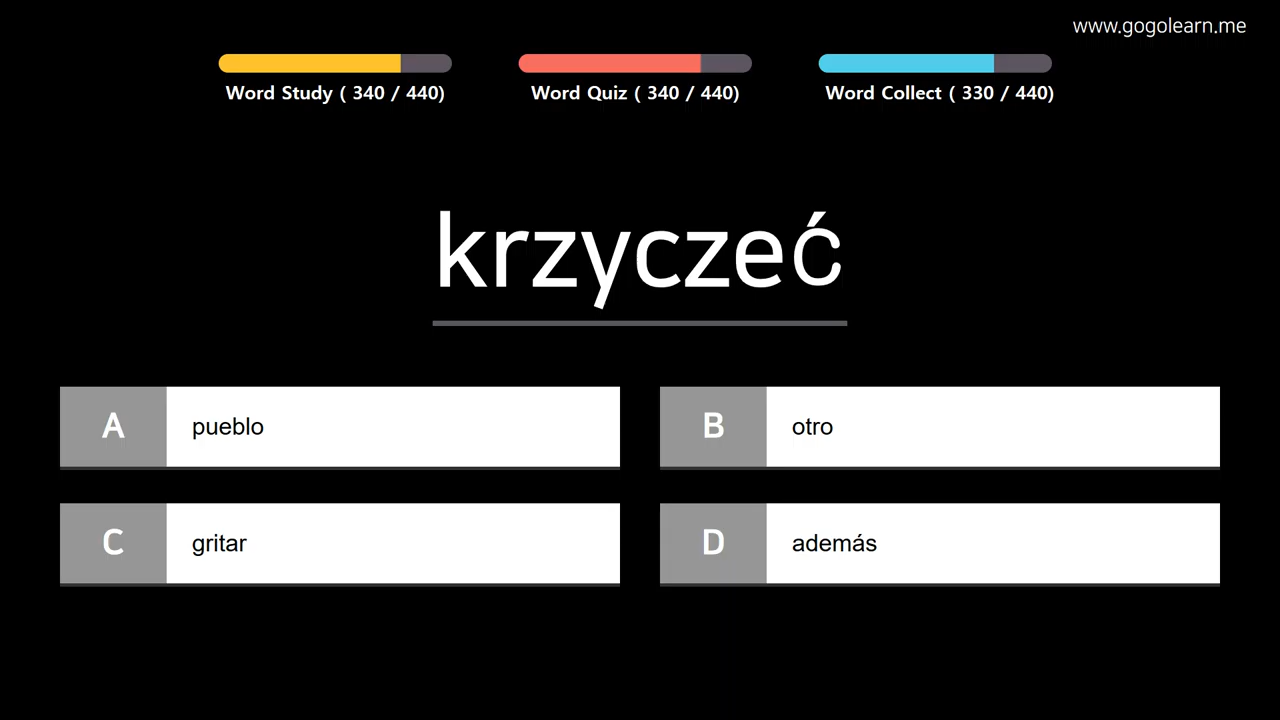 www.gogolearn.me
Word Study ( 340 / 440)
Word Quiz ( 340 / 440)
Word Collect ( 330 / 440)
krzyczeć
A pueblo
B otro
C gritar
D además